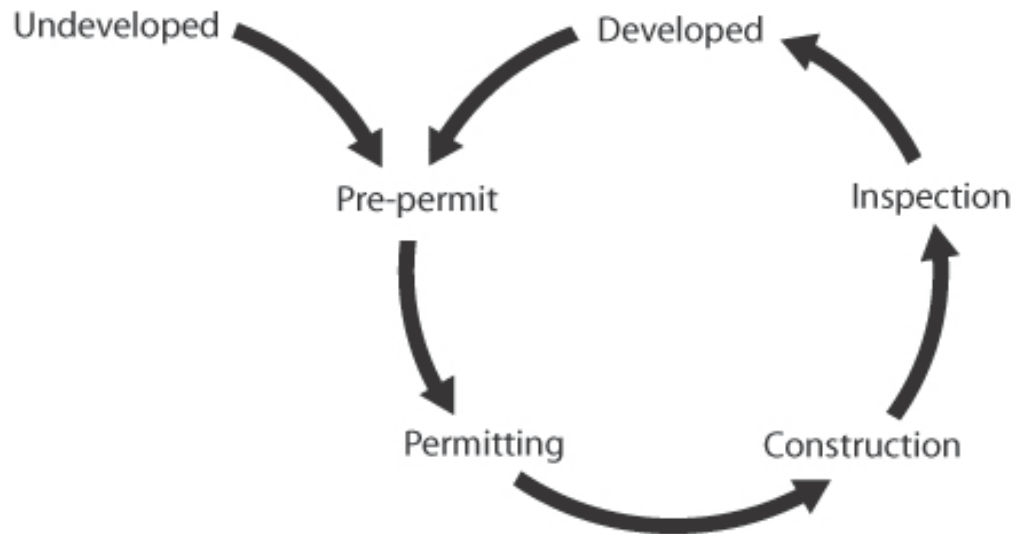 Undeveloped
Developed
Pre-permit
Inspection
Permitting
Construction